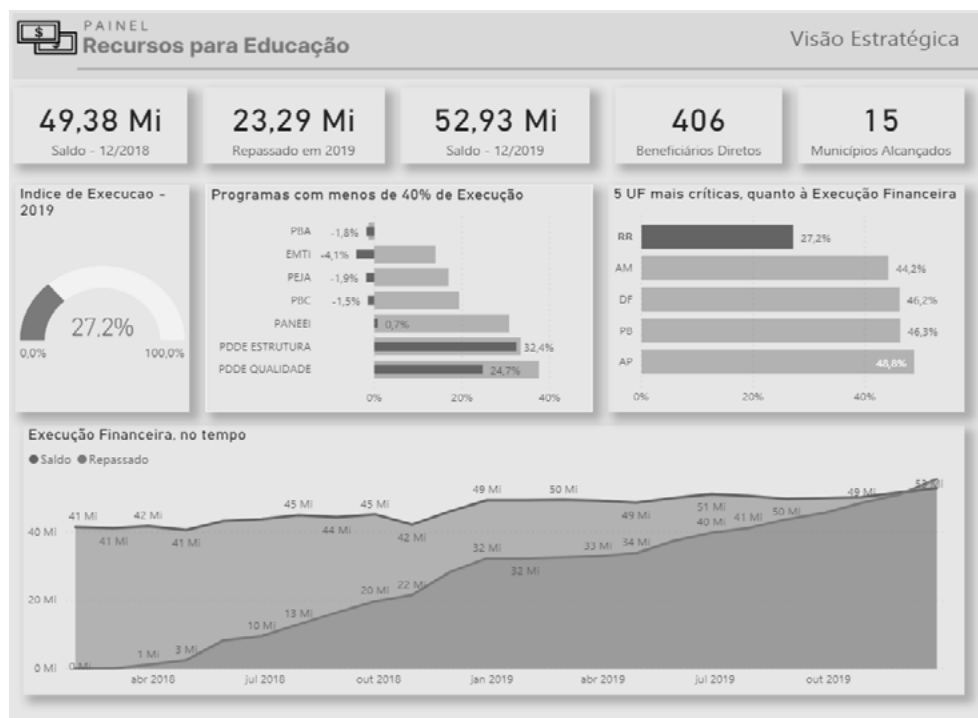 PAINEL
Recursos para Educação
Visão Estratégica
49,38 Mi
Saldo - 12/2018
23,29 Mi
Repassado em 2019
52,93 Mi
Saldo - 12/2019
406
Beneficiários Diretos
15
Municípios Alcançados
Indice de Execucao -
2019
27,2%
0,0%
100,0%
Programas com menos de 40% de Execução
PBA -1,8%
EMTI -4,1%
PEJA -1,9%
PBC -1,5%
PANEEI 0,7%
PDDE ESTRUTURA 32,4%
PDDE QUALIDADE 24,7%
0% 20% 40%
5 UF mais críticas, quanto à Execução Financeira
RR 27,2%
AM 44,2%
DF 46,2%
PB 46,3%
AP 48,8%
0% 20% 40%
Execução Financeira, no tempo
Saldo Repassado
41 Mi 41 Mi 42 Mi 41 Mi 45 Mi 44 Mi 45 Mi 42 Mi 49 Mi 50 Mi 49 Mi 51 Mi 50 Mi 49 Mi 53 Mi
0 Mi 1 Mi 3 Mi 10 Mi 13 Mi 20 Mi 22 Mi 32 Mi 32 Mi 33 Mi 34 Mi 40 Mi 41 Mi
40 Mi
20 Mi
0 Mi
abr 2018 jul 2018 out 2018 jan 2019 abr 2019 jul 2019 out 2019